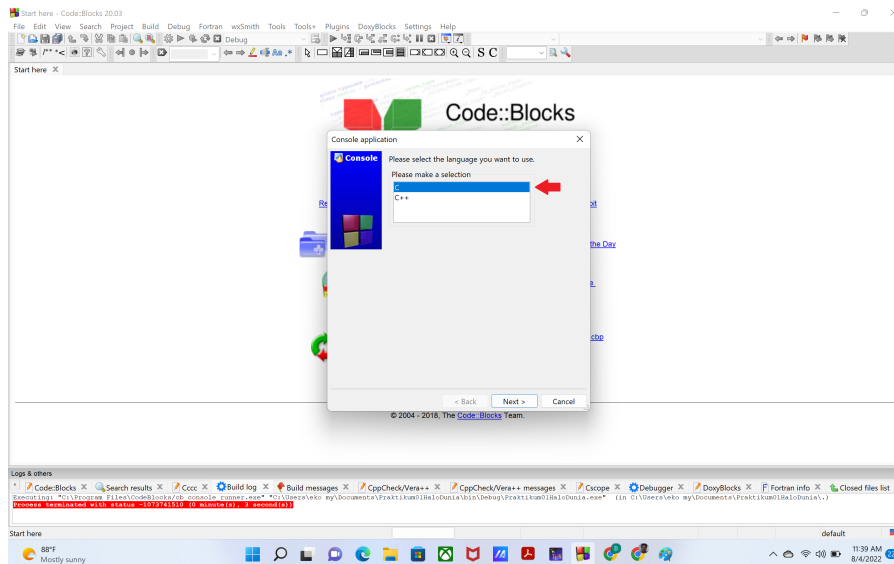 Start here - Code::Blocks 20.03
File Edit View Search Project Build Debug Fortran wxSmith Tools Tools+ Plugins DoxyBlocks Settings Help
Debug
S C
Start here X
Code::Blocks
Console application
Console
Please select the language you want to use.
Please make a selection
C
C++
Re
the Day
cbp
< Back Next > Cancel
© 2004 - 2018, The Code::Blocks Team.
Logs & others
Code::Blocks X Search results X Cccc X Build log X Build messages X CppCheck/Vera++ X CppCheck/Vera++ messages X Cscope X Debugger X DoxyBlocks X Fortran info X Closed files list
Executing: "C:\Program Files\CodeBlocks/cb_console_runner.exe" "C:\Users\eko my\Documents\Praktikum01HaloDunia\bin\Debug\Praktikum01HaloDunia.exe" (in C:\Users\eko my\Documents\Praktikum01HaloDunia\.)
Process terminated with status -1073741510 (0 minute(s), 3 second(s))
Start here default
88°F
Mostly sunny
11:39 AM
8/4/2022